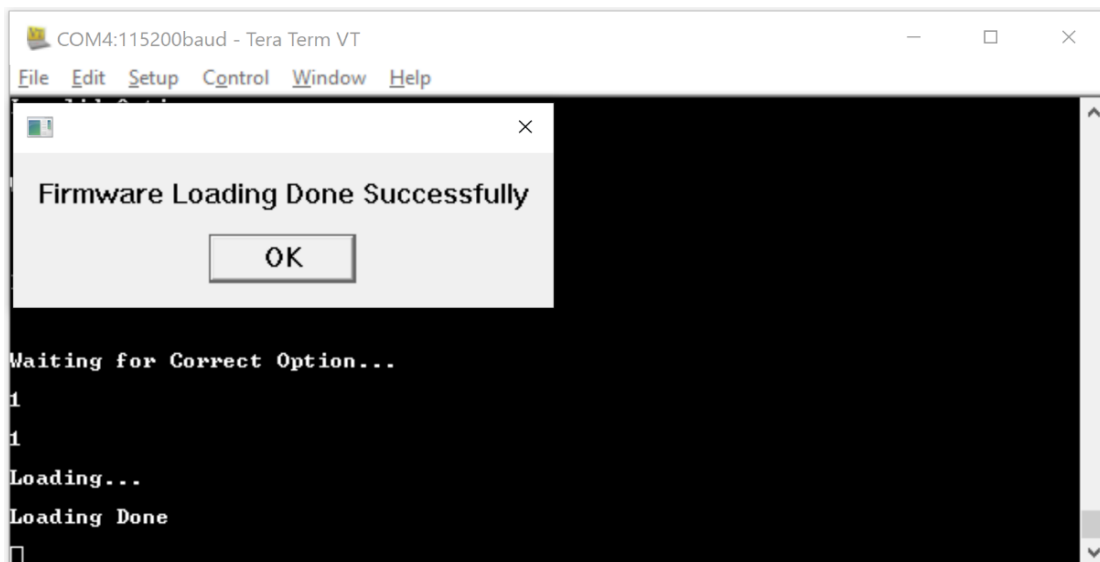 COM4:115200baud - Tera Term VT
File Edit Setup Control Window Help
Firmware Loading Done Successfully
OK
Waiting for Correct Option...
1
1
Loading...
Loading Done